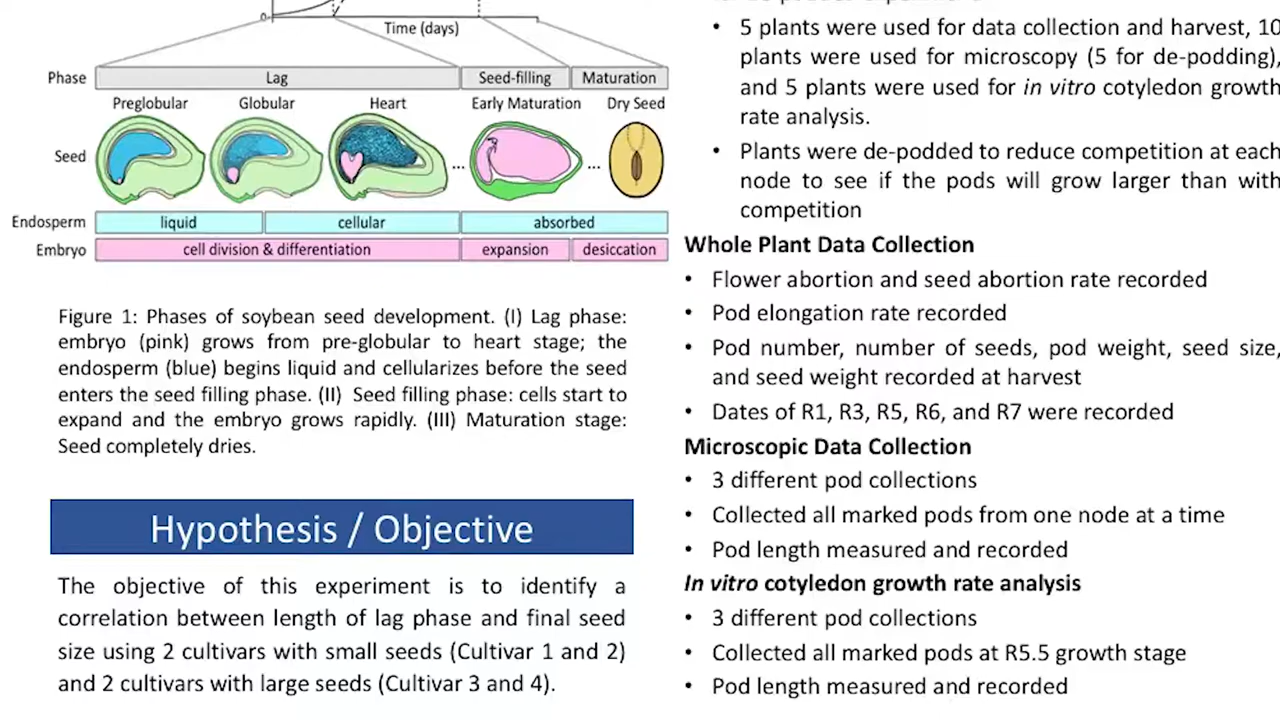 0
Time (days)
Phase
Lag
Seed-filling
Maturation
Preglobular
Globular
Heart
Early Maturation
Dry Seed
Seed
... ...
Endosperm
liquid
cellular
absorbed
Embryo
cell division & differentiation
expansion
desiccation
Figure 1: Phases of soybean seed development. (I) Lag phase:
embryo (pink) grows from pre-globular to heart stage; the
endosperm (blue) begins liquid and cellularizes before the seed
enters the seed filling phase. (II) Seed filling phase: cells start to
expand and the embryo grows rapidly. (III) Maturation stage:
Seed completely dries.
Hypothesis / Objective
The objective of this experiment is to identify a
correlation between length of lag phase and final seed
size using 2 cultivars with small seeds (Cultivar 1 and 2)
and 2 cultivars with large seeds (Cultivar 3 and 4).
• 5 plants were used for data collection and harvest, 10
plants were used for microscopy (5 for de-podding),
and 5 plants were used for in vitro cotyledon growth
rate analysis.
• Plants were de-podded to reduce competition at each
node to see if the pods will grow larger than with
competition
Whole Plant Data Collection
• Flower abortion and seed abortion rate recorded
• Pod elongation rate recorded
• Pod number, number of seeds, pod weight, seed size,
and seed weight recorded at harvest
• Dates of R1, R3, R5, R6, and R7 were recorded
Microscopic Data Collection
• 3 different pod collections
• Collected all marked pods from one node at a time
• Pod length measured and recorded
In vitro cotyledon growth rate analysis
• 3 different pod collections
• Collected all marked pods at R5.5 growth stage
• Pod length measured and recorded